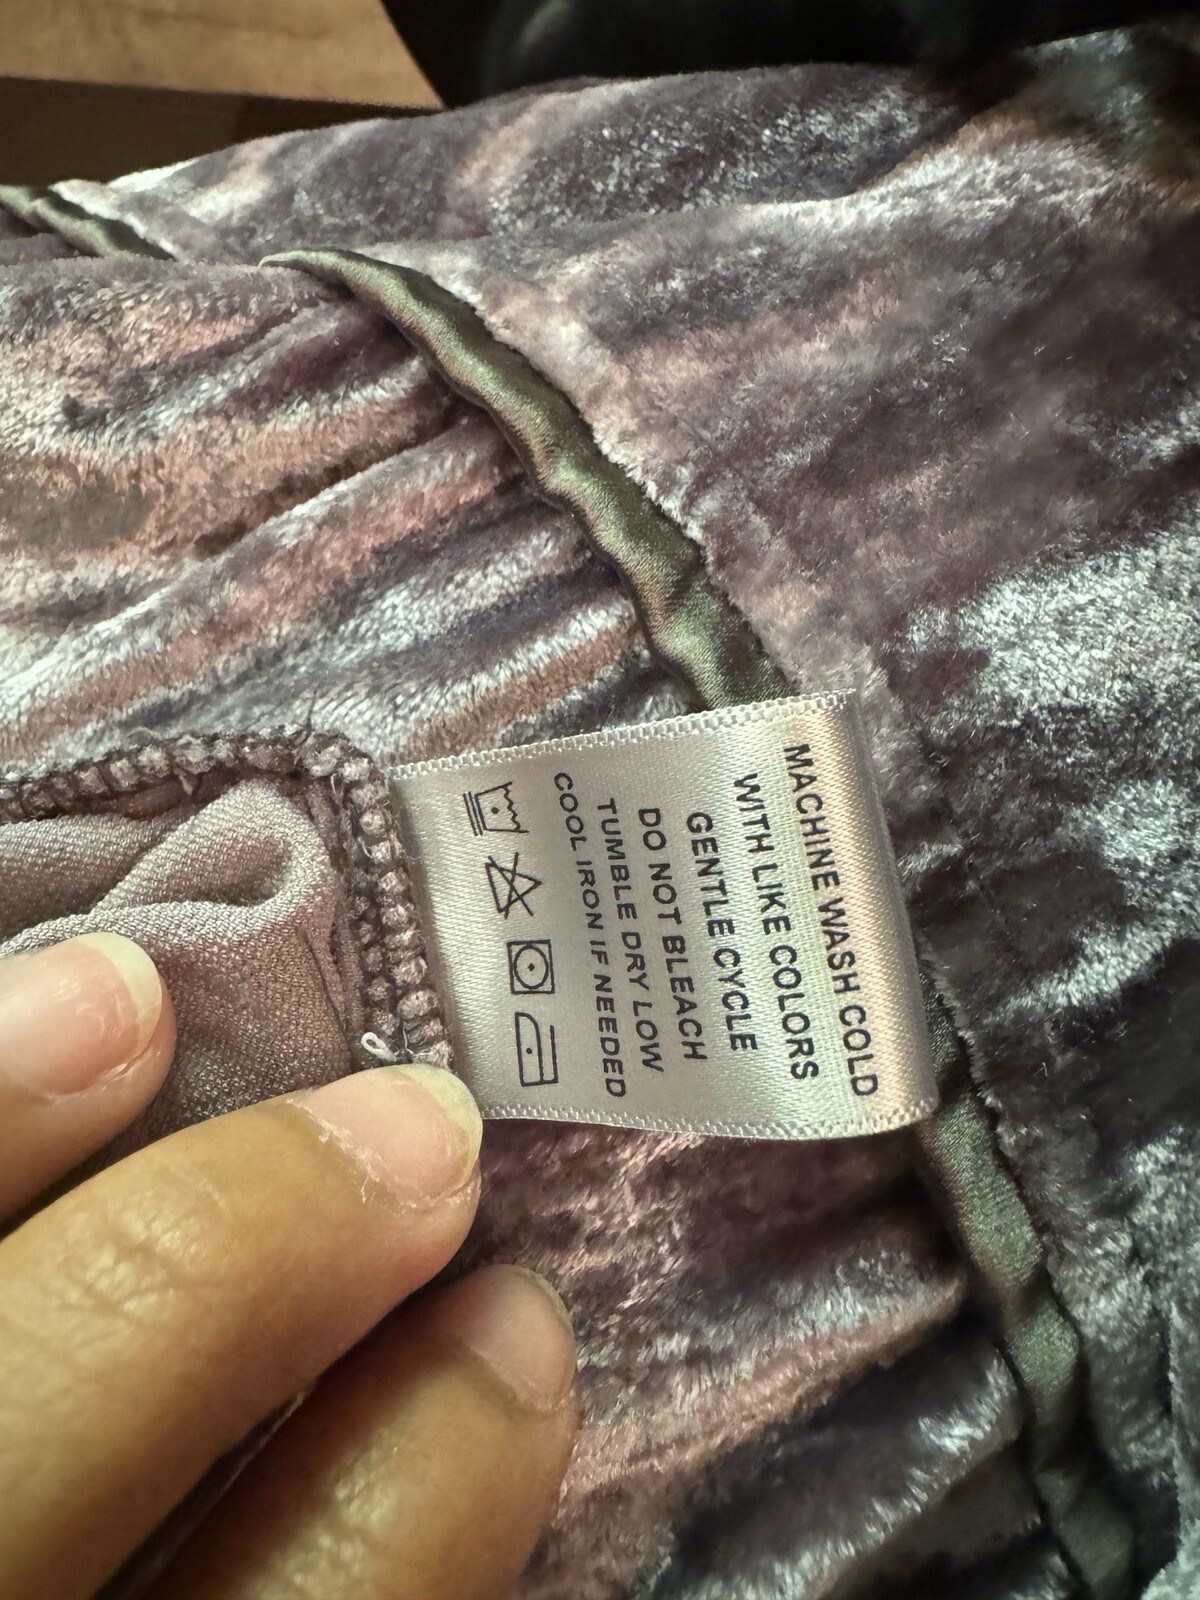 MACHINE WASH COLD
WITH LIKE COLORS
GENTLE CYCLE
DO NOT BLEACH
TUMBLE DRY LOW
COOL IRON IF NEEDED